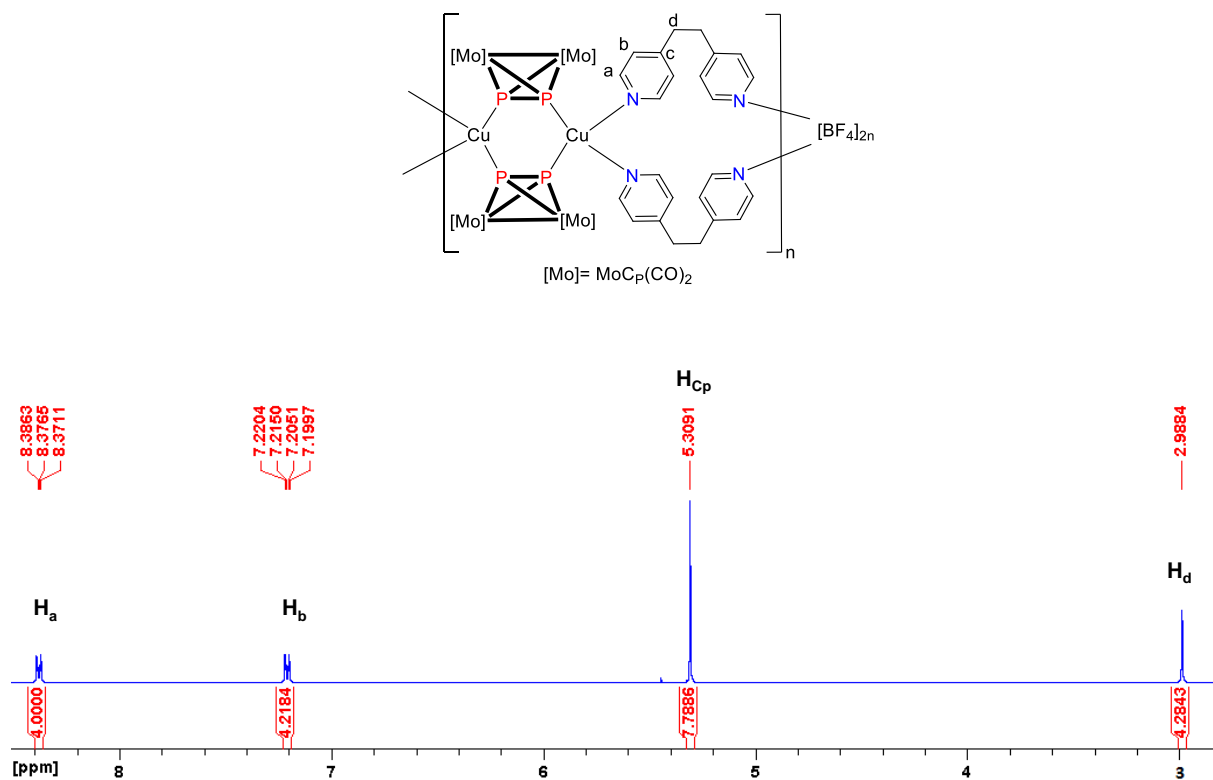 d
[Mo] [Mo] b c
a
P P N N
Cu Cu [BF4]2n
P P N N
[Mo] [Mo]
n
[Mo]= MoCP(CO)2
HCp
8.3863
8.3765
8.3711
7.2204
7.2150
7.2051
7.1997
5.3091
2.9884
Ha Hb Hd
4.0000 4.2184 7.7886 4.2843
[ppm] 8 7 6 5 4 3